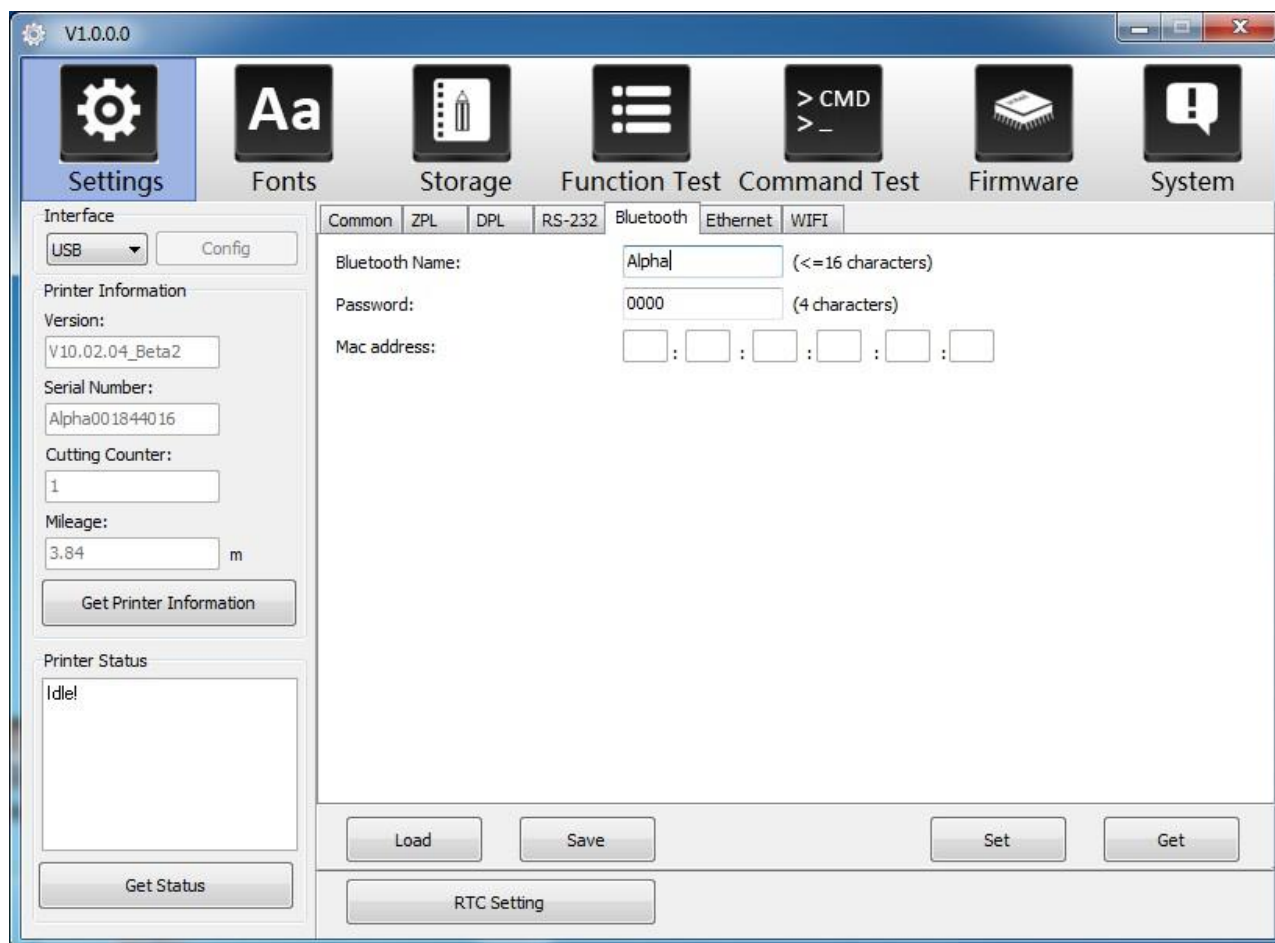 V1.0.0.0
Aa
> CMD
> _
Settings Fonts Storage Function Test Command Test Firmware System
Interface
USB Config
Printer Information
Version:
V10.02.04_Beta2
Serial Number:
Alpha001844016
Cutting Counter:
1
Mileage:
3.84 m
Get Printer Information
Printer Status
Idle!
Get Status
Common ZPL DPL RS-232 Bluetooth Ethernet WIFI
Bluetooth Name: Alpha (<=16 characters)
Password: 0000 (4 characters)
Mac address: : : : : :
Load Save Set Get
RTC Setting